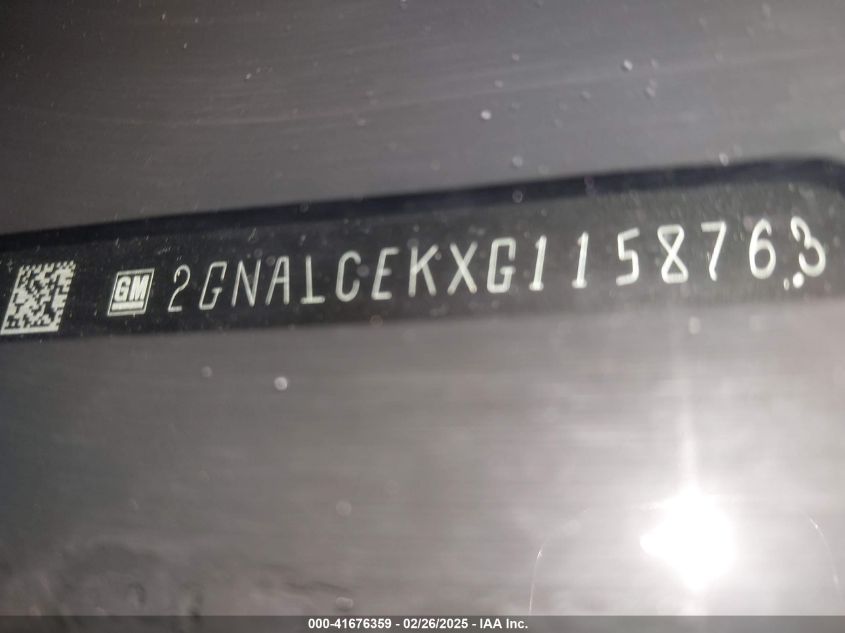 GM 2GNALCEKXG1158763
000-41676359 - 02/26/2025 - IAA Inc.